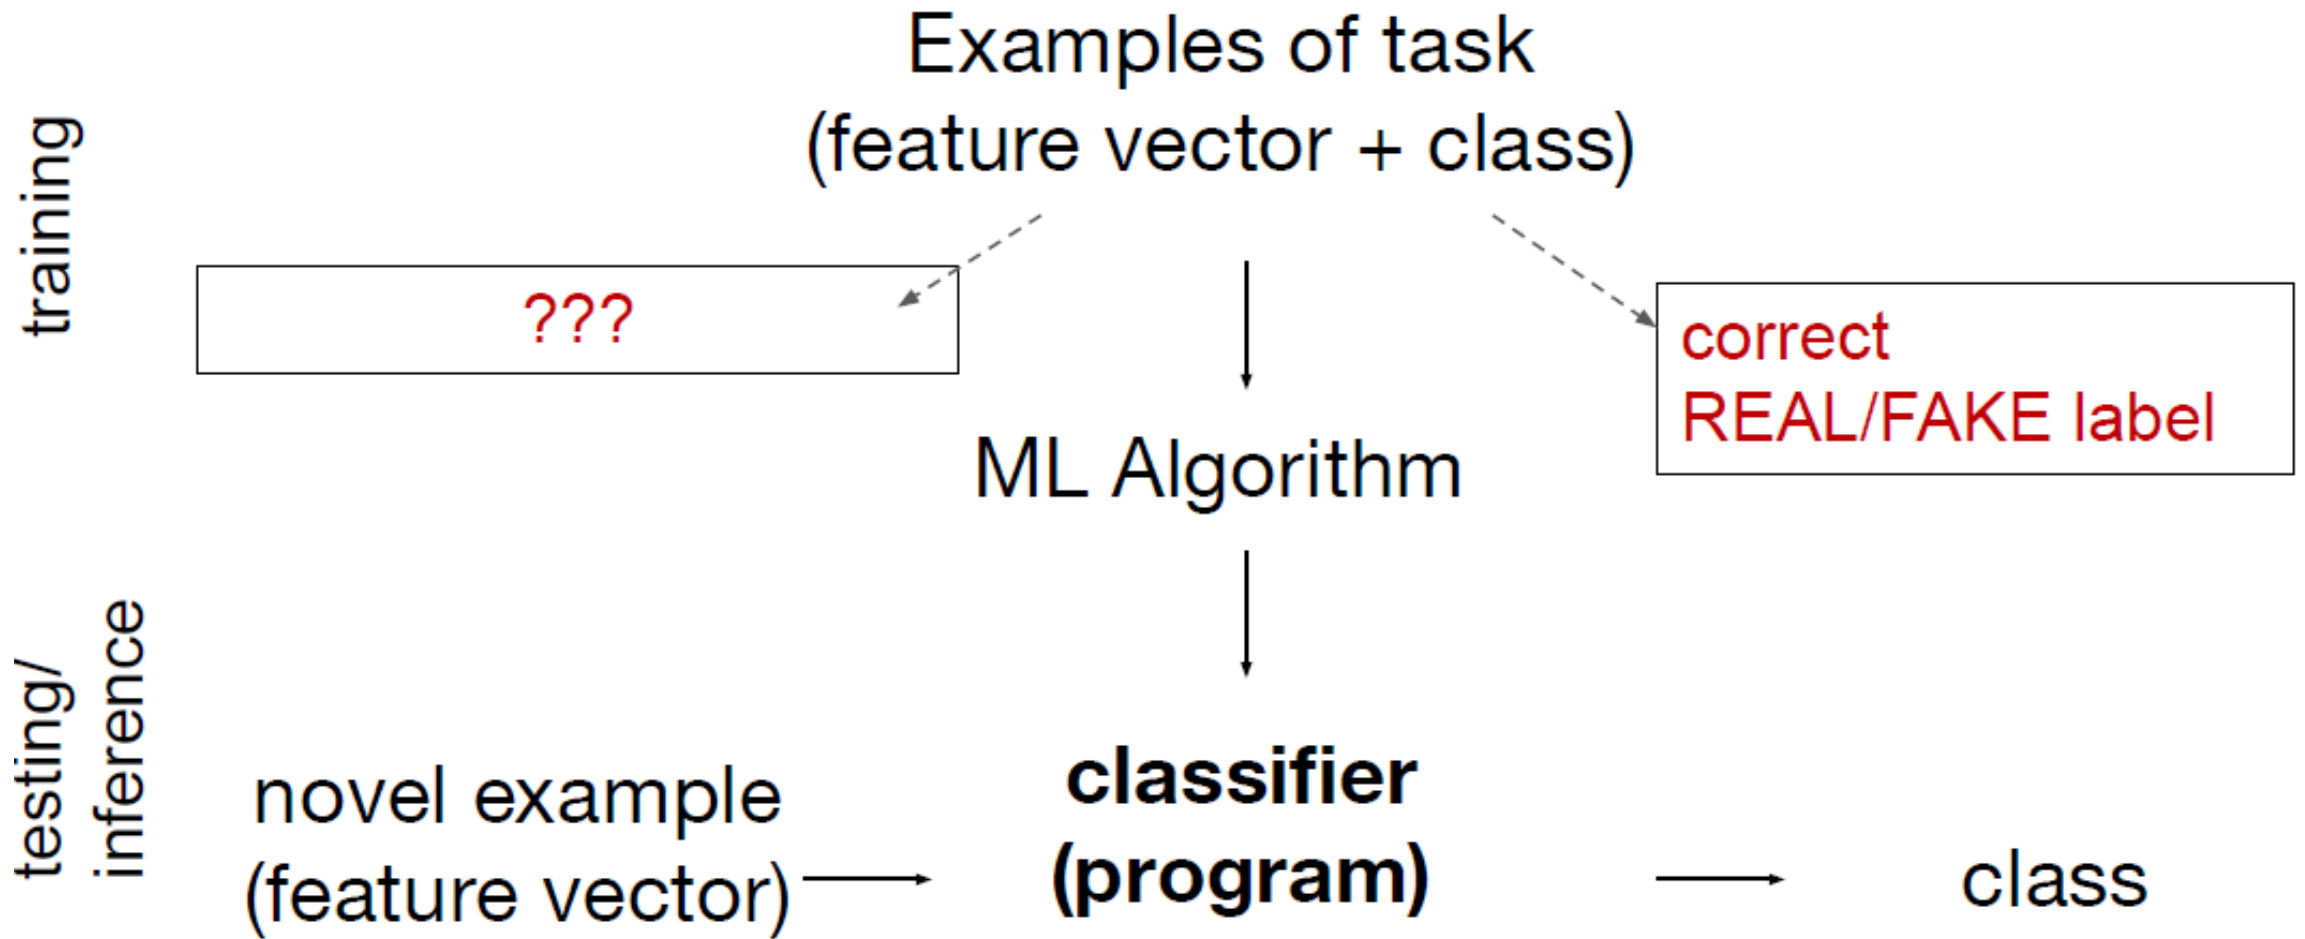 Examples of task
(feature vector + class)
training
???
correct
REAL/FAKE label
ML Algorithm
testing/
inference
novel example
(feature vector)
classifier
(program)
class